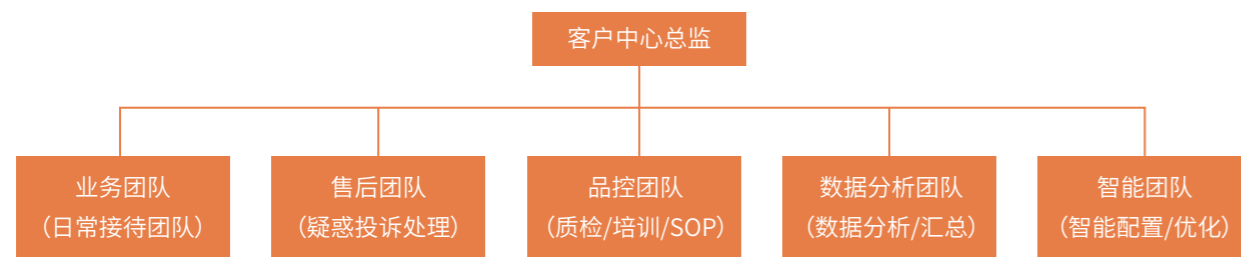 客户中心总监
业务团队
（日常接待团队）
售后团队
（疑惑投诉处理）
品控团队
（质检/培训/SOP）
数据分析团队
（数据分析/汇总）
智能团队
（智能配置/优化）